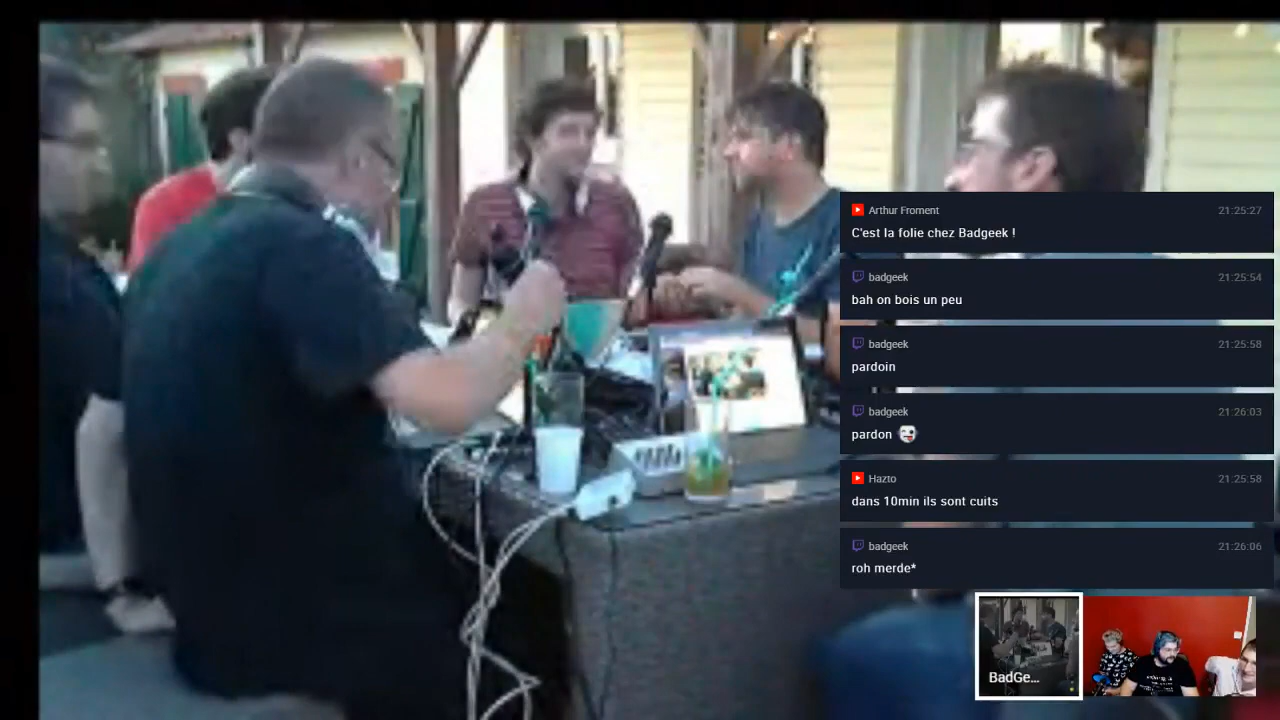 Arthur Froment 21:25:27
C'est la folie chez Badgeek !
badgeek 21:25:54
bah on bois un peu
badgeek 21:25:58
pardoin
badgeek 21:26:03
pardon
Hazto 21:25:58
dans 10min ils sont cuits
badgeek 21:26:06
roh merde*
BadGe...